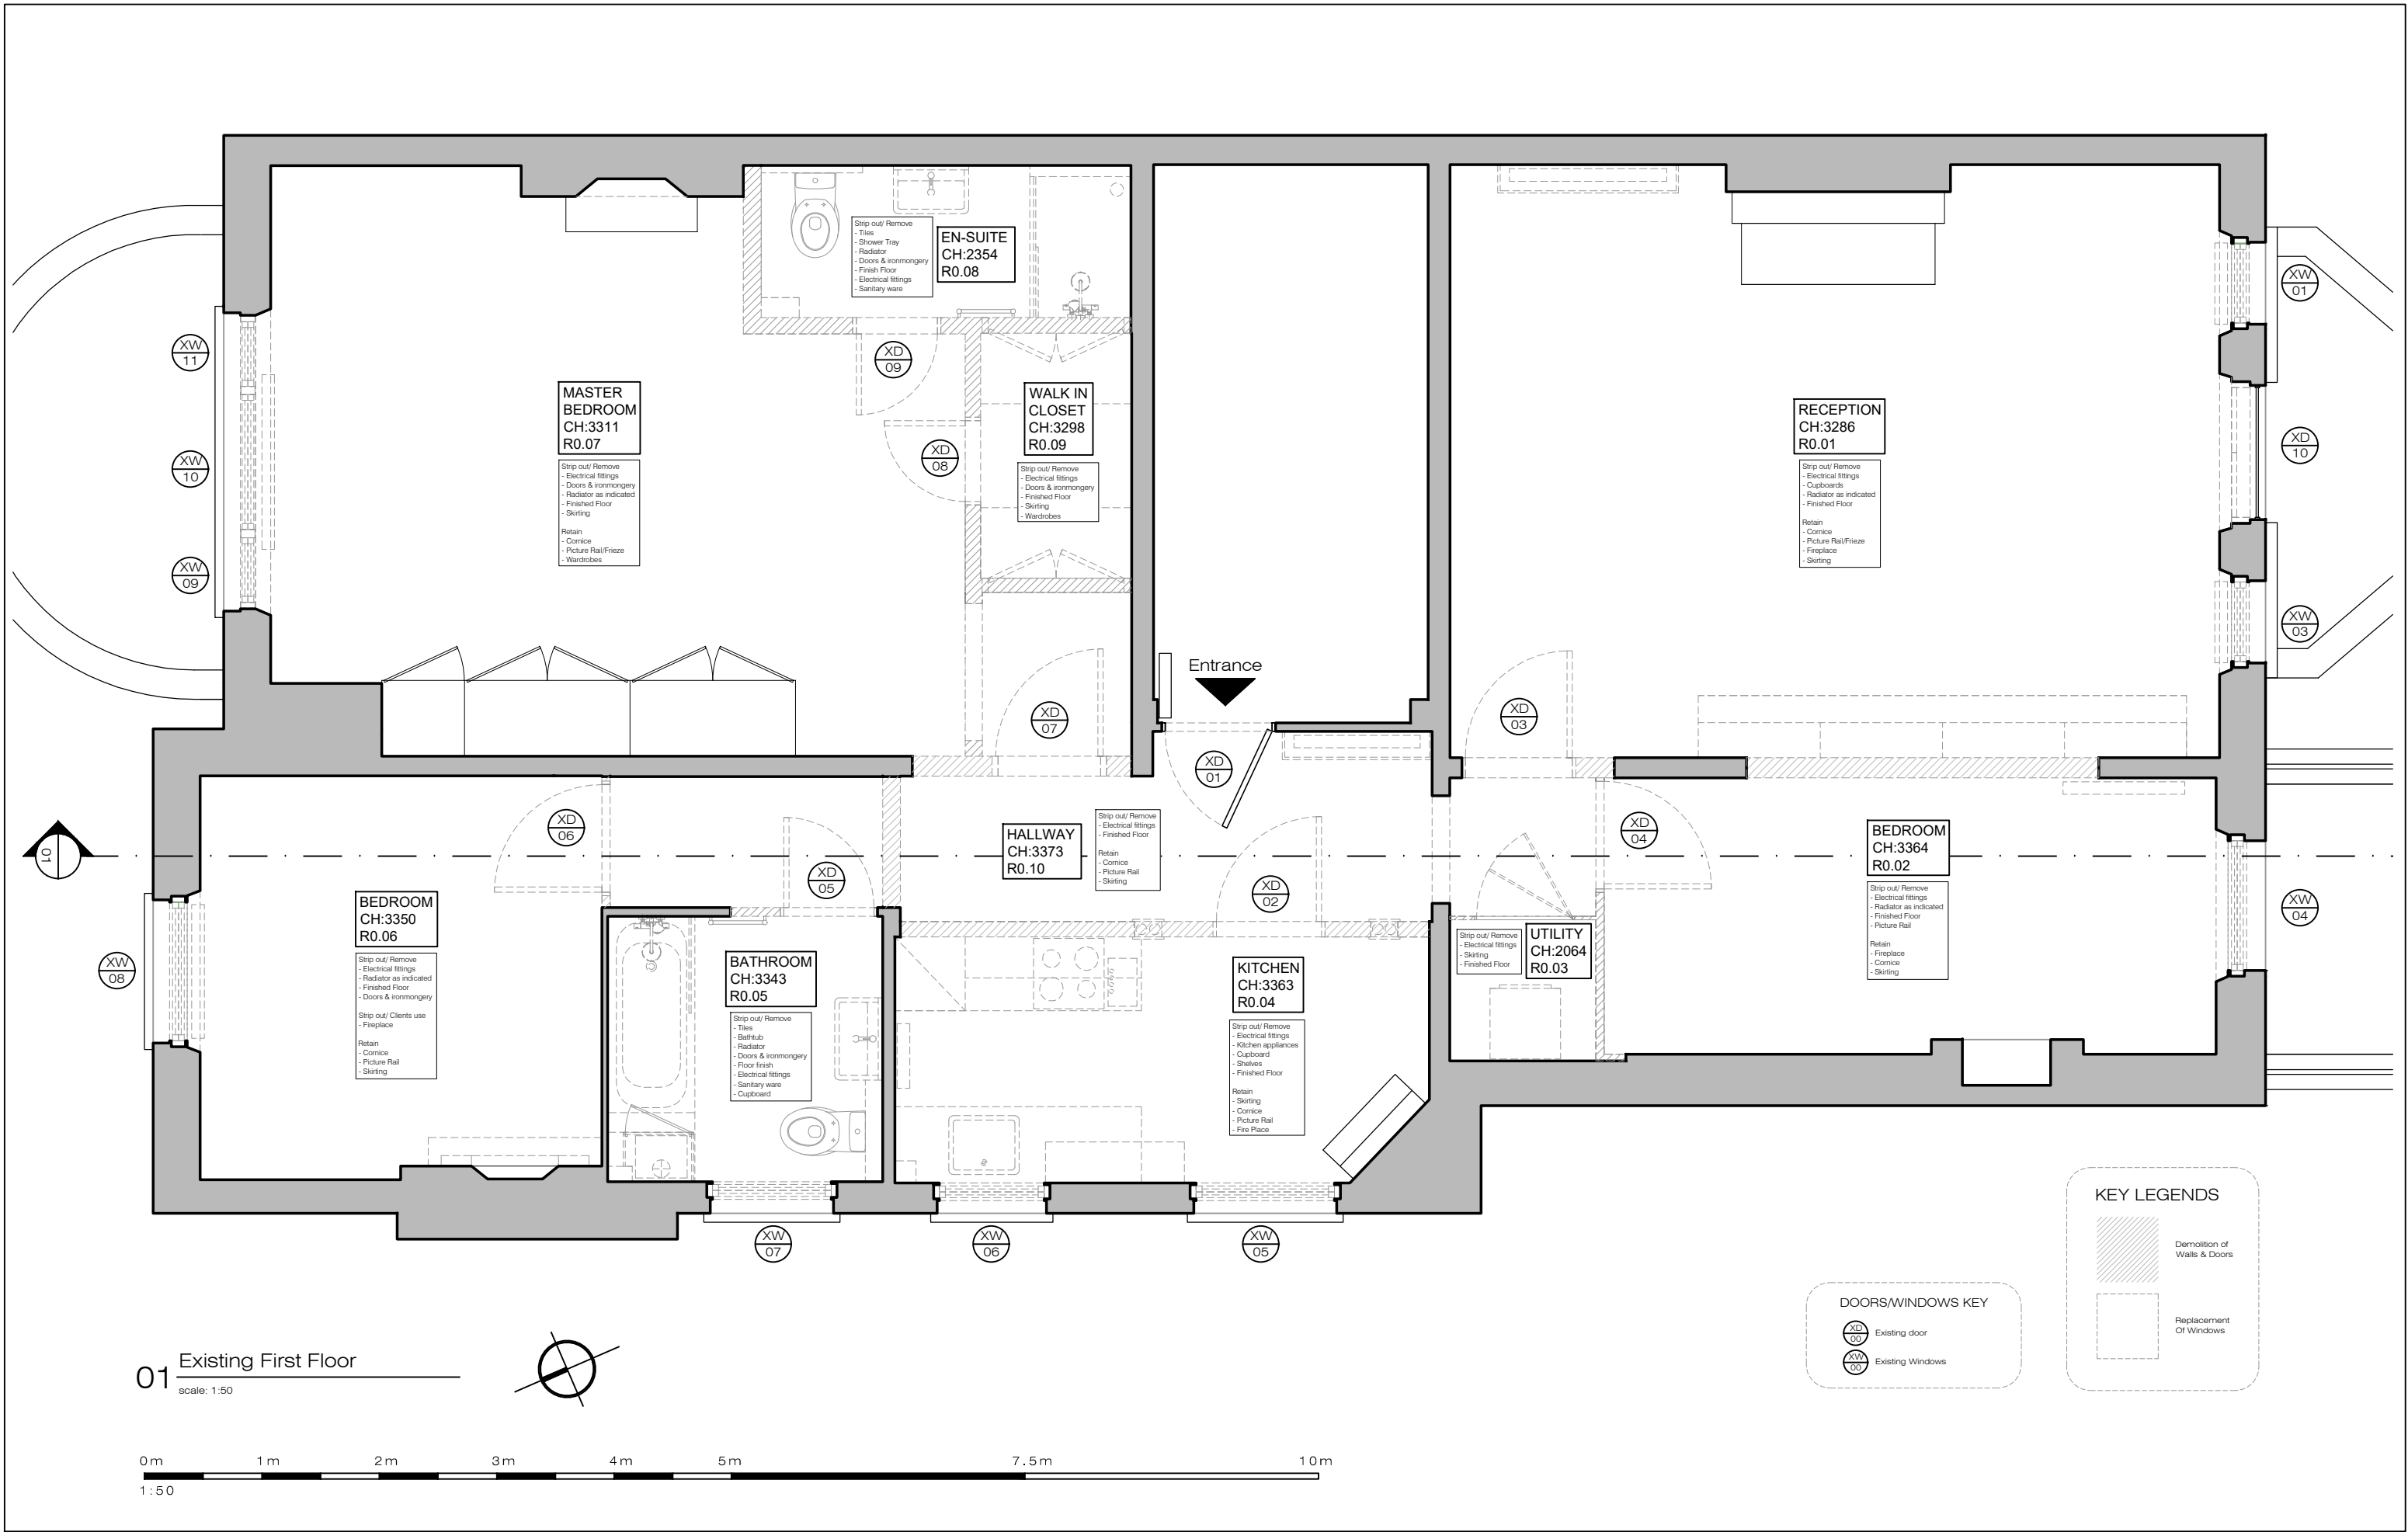 Strip out/ Remove
- Tiles
- Shower Tray
- Radiator
- Doors & ironmongery
- Finish Floor
- Electrical fittings
- Sanitary ware
EN-SUITE
CH:2354
R0.08
XW
01
XW
11
XD
09
MASTER
BEDROOM
CH:3311
R0.07
Strip out/ Remove
- Electrical fittings
- Doors & ironmongery
- Radiator as indicated
- Finished Floor
- Skirting
Retain
- Cornice
- Picture Rail/Frieze
- Wardrobes
WALK IN
CLOSET
CH:3298
R0.09
Strip out/ Remove
- Electrical fittings
- Doors & ironmongery
- Finished Floor
- Skirting
- Wardrobes
RECEPTION
CH:3286
R0.01
Strip out/ Remove
- Electrical fittings
- Cupboards
- Radiator as indicated
- Finished Floor
Retain
- Cornice
- Picture Rail/Frieze
- Fireplace
- Skirting
XD
10
XW
10
XD
08
XW
09
XW
03
Entrance
XD
07
XD
01
XD
03
XD
06
XD
05
HALLWAY
CH:3373
R0.10
Strip out/ Remove
- Electrical fittings
- Finished Floor
Retain
- Cornice
- Picture Rail
- Skirting
XD
02
XD
04
BEDROOM
CH:3364
R0.02
Strip out/ Remove
- Electrical fittings
- Radiator as indicated
- Finished Floor
- Picture Rail
Retain
- Fireplace
- Cornice
- Skirting
XW
04
01
XW
08
BEDROOM
CH:3350
R0.06
Strip out/ Remove
- Electrical fittings
- Radiator as indicated
- Finished Floor
- Doors & ironmongery
Strip out/ Clients use
- Fireplace
Retain
- Cornice
- Picture Rail
- Skirting
BATHROOM
CH:3343
R0.05
Strip out/ Remove
- Tiles
- Bathtub
- Radiator
- Doors & ironmongery
- Floor finish
- Electrical fittings
- Sanitary ware
- Cupboard
KITCHEN
CH:3363
R0.04
Strip out/ Remove
- Electrical fittings
- Kitchen appliances
- Cupboard
- Shelves
- Finished Floor
Retain
- Skirting
- Cornice
- Picture Rail
- Fire Place
Strip out/ Remove
- Electrical fittings
- Skirting
- Finished Floor
UTILITY
CH:2064
R0.03
XW
07
XW
06
XW
05
KEY LEGENDS
Demolition of
Walls & Doors
Replacement
Of Windows
DOORS/WINDOWS KEY
XD
00
Existing door
XW
00
Existing Windows
01
Existing First Floor
scale: 1:50
0m 1m 2m 3m 4m 5m 7.5m 10m
1:50